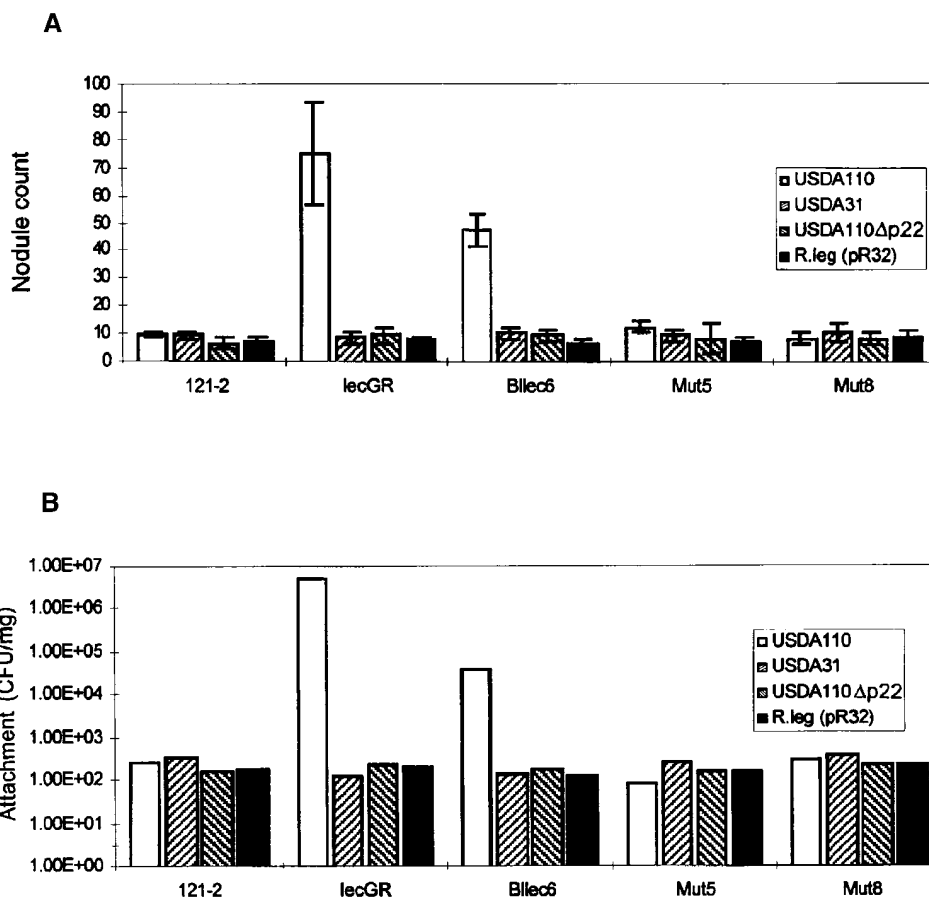 A
Nodule count
100
90
80
70
60
50
40
30
20
10
0
121-2
lecGR
Bllec6
Mut5
Mut8
USDA110
USDA31
USDA110Δp22
R.leg (pR32)
B
Attachment (CFU/mg)
1.00E+07
1.00E+06
1.00E+05
1.00E+04
1.00E+03
1.00E+02
1.00E+01
1.00E+00
121-2
lecGR
Bllec6
Mut5
Mut8
USDA110
USDA31
USDA110Δp22
R.leg (pR32)